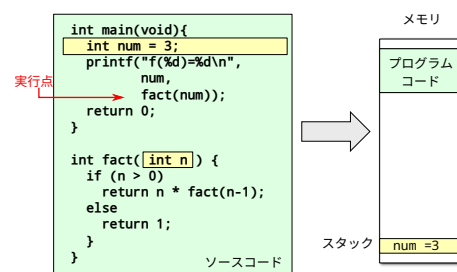 int main(void){
int num = 3;
printf("f(%d)=%d\n",
num,
fact(num));
return 0;
}
int fact( int n ) {
if (n > 0)
return n * fact(n-1);
else
return 1;
}
}
ソースコード
実行点
メモリ
プログラム
コード
スタック
num =3